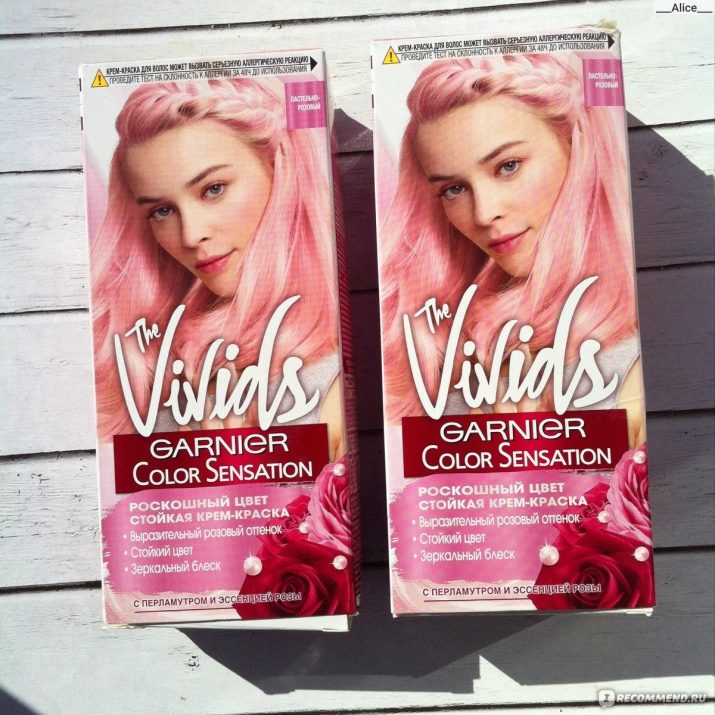 ___Alice___
КРЕМ-КРАСКА ДЛЯ ВОЛОС МОЖЕТ ВЫЗВАТЬ СЕРЬЕЗНУЮ АЛЛЕРГИЧЕСКУЮ РЕАКЦИЮ
ПРОВЕДИТЕ ТЕСТ НА СКЛОННОСТЬ К АЛЛЕРГИИ ЗА 48Ч ДО ИСПОЛЬЗОВАНИЯ
ПАСТЕЛЬНО-
РОЗОВЫЙ
The
Vivids
GARNIER
COLOR SENSATION
РОСКОШНЫЙ ЦВЕТ
СТОЙКАЯ КРЕМ-КРАСКА
• Выразительный розовый оттенок
• Стойкий цвет
• Зеркальный блеск
С ПЕРЛАМУТРОМ И ЭССЕНЦИЕЙ РОЗЫ
КРЕМ-КРАСКА ДЛЯ ВОЛОС МОЖЕТ ВЫЗВАТЬ СЕРЬЕЗНУЮ АЛЛЕРГИЧЕСКУЮ РЕАКЦИЮ
ПРОВЕДИТЕ ТЕСТ НА СКЛОННОСТЬ К АЛЛЕРГИИ ЗА 48Ч ДО ИСПОЛЬЗОВАНИЯ
ПАСТЕЛЬНО-
РОЗОВЫЙ
The
Vivids
GARNIER
COLOR SENSATION
РОСКОШНЫЙ ЦВЕТ
СТОЙКАЯ КРЕМ-КРАСКА
• Выразительный розовый оттенок
• Стойкий цвет
• Зеркальный блеск
С ПЕРЛАМУТРОМ И ЭССЕНЦИЕЙ РОЗЫ
IRECOMMEND.RU